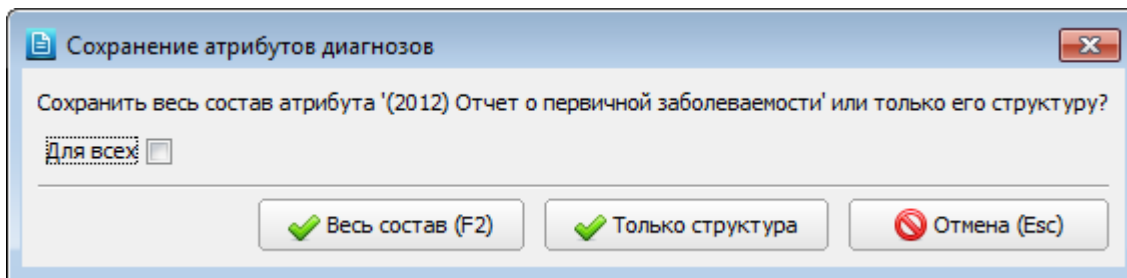 Сохранение атрибутов диагнозов
Сохранить весь состав атрибута '(2012) Отчет о первичной заболеваемости' или только его структуру?
Для всех
Весь состав (F2) Только структура Отмена (Esc)